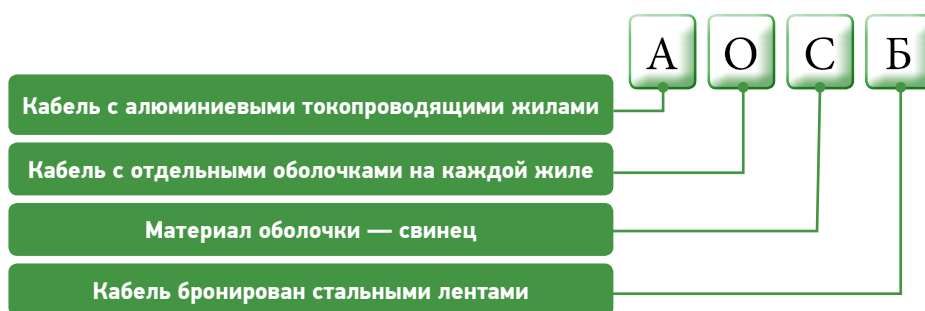 А О С Б
Кабель с алюминиевыми токопроводящими жилами
Кабель с отдельными оболочками на каждой жиле
Материал оболочки — свинец
Кабель бронирован стальными лентами